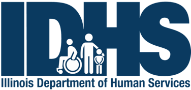 IDHS
Illinois Department of Human Services